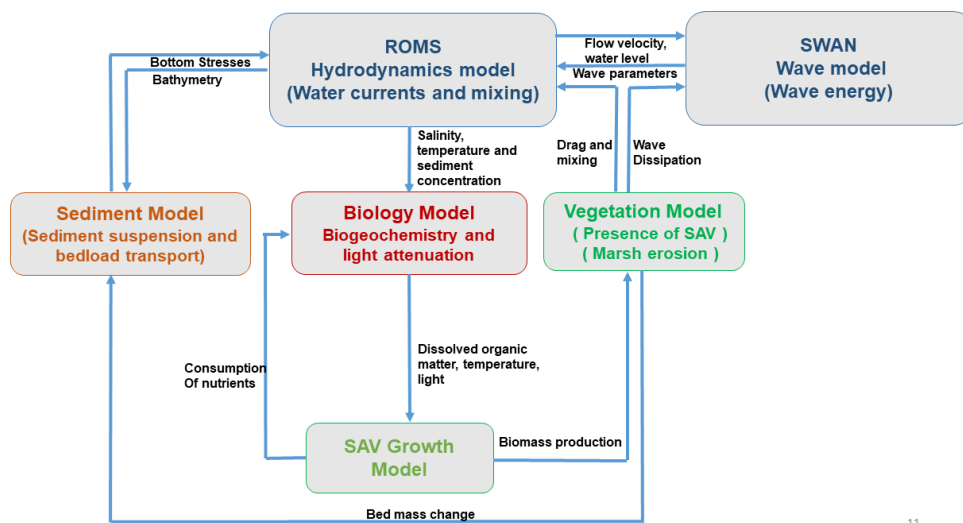 ROMS
Hydrodynamics model
(Water currents and mixing)
Flow velocity,
water level
Wave parameters
SWAN
Wave model
(Wave energy)
Bottom Stresses
Bathymetry
Salinity,
temperature and
sediment
concentration
Drag and
mixing
Wave
Dissipation
Sediment Model
(Sediment suspension and
bedload transport)
Biology Model
Biogeochemistry and
light attenuation
Vegetation Model
( Presence of SAV )
( Marsh erosion )
Consumption
Of nutrients
Dissolved organic
matter, temperature,
light
SAV Growth
Model
Biomass production
Bed mass change